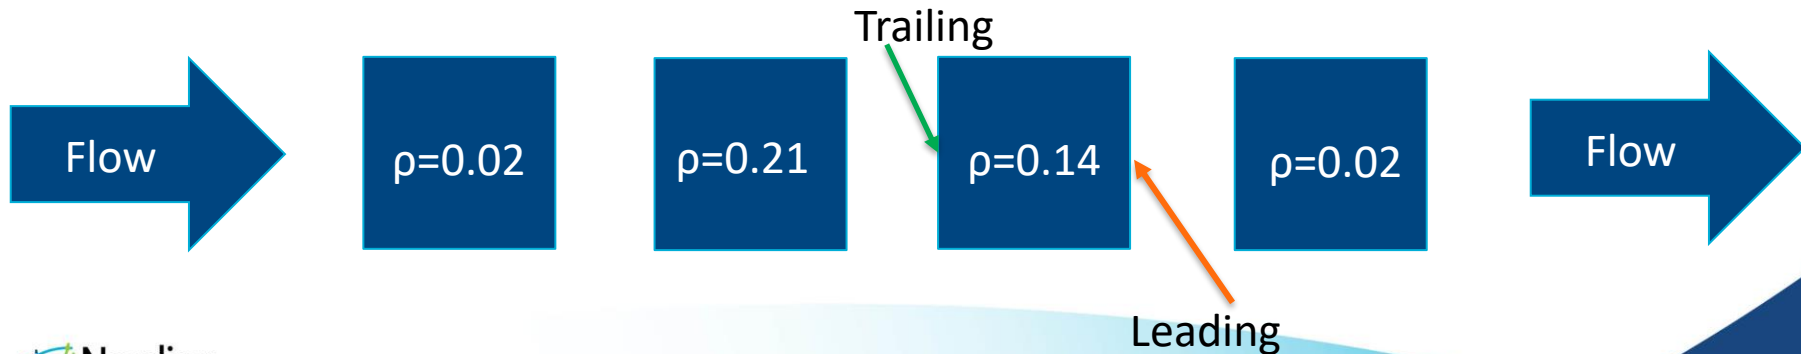 Trailing
Flow
ρ=0.02
ρ=0.21
ρ=0.14
ρ=0.02
Flow
Leading